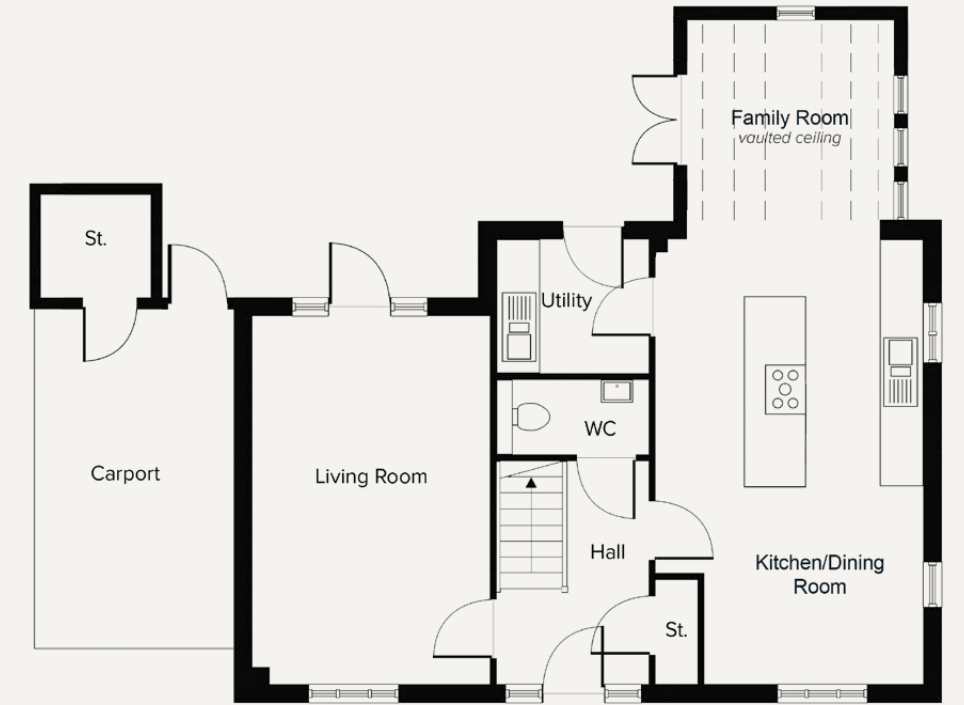 Family Room
vaulted ceiling
St.
Utility
WC
Carport
Living Room
Hall
Kitchen/Dining
Room
St.